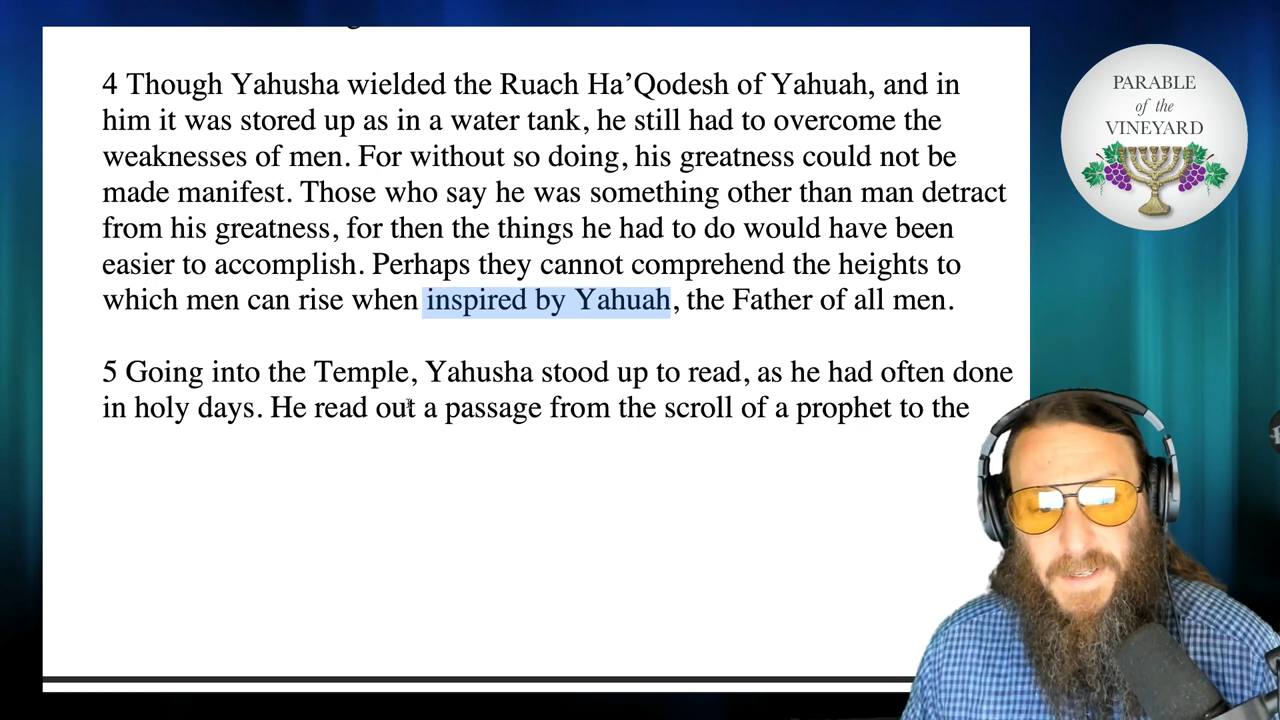 4 Though Yahusha wielded the Ruach Ha’Qodesh of Yahuah, and in
him it was stored up as in a water tank, he still had to overcome the
weaknesses of men. For without so doing, his greatness could not be
made manifest. Those who say he was something other than man detract
from his greatness, for then the things he had to do would have been
easier to accomplish. Perhaps they cannot comprehend the heights to
which men can rise when inspired by Yahuah, the Father of all men.
5 Going into the Temple, Yahusha stood up to read, as he had often done
in holy days. He read out a passage from the scroll of a prophet to the
PARABLE
of the
VINEYARD